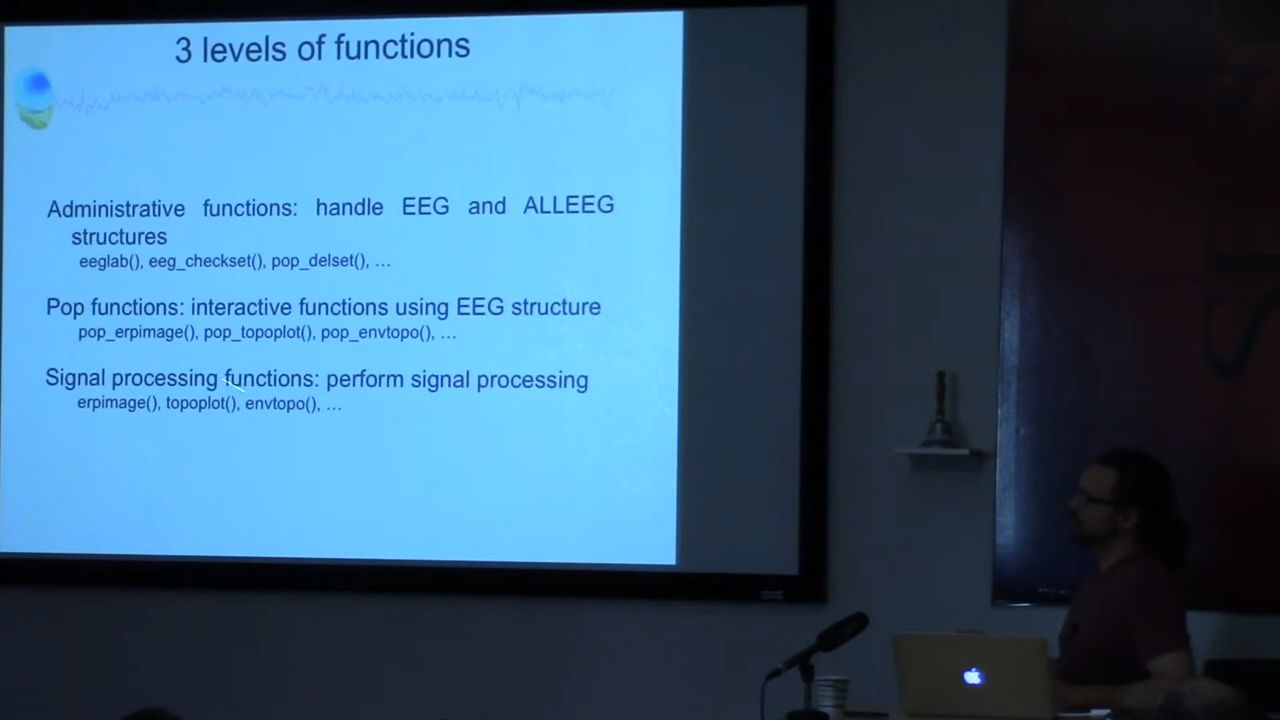 3 levels of functions
Administrative functions: handle EEG and ALLEEG
structures
eeglab(), eeg_checkset(), pop_delset(), …
Pop functions: interactive functions using EEG structure
pop_erpimage(), pop_topoplot(), pop_envtopo(), …
Signal processing functions: perform signal processing
erpimage(), topoplot(), envtopo(), …